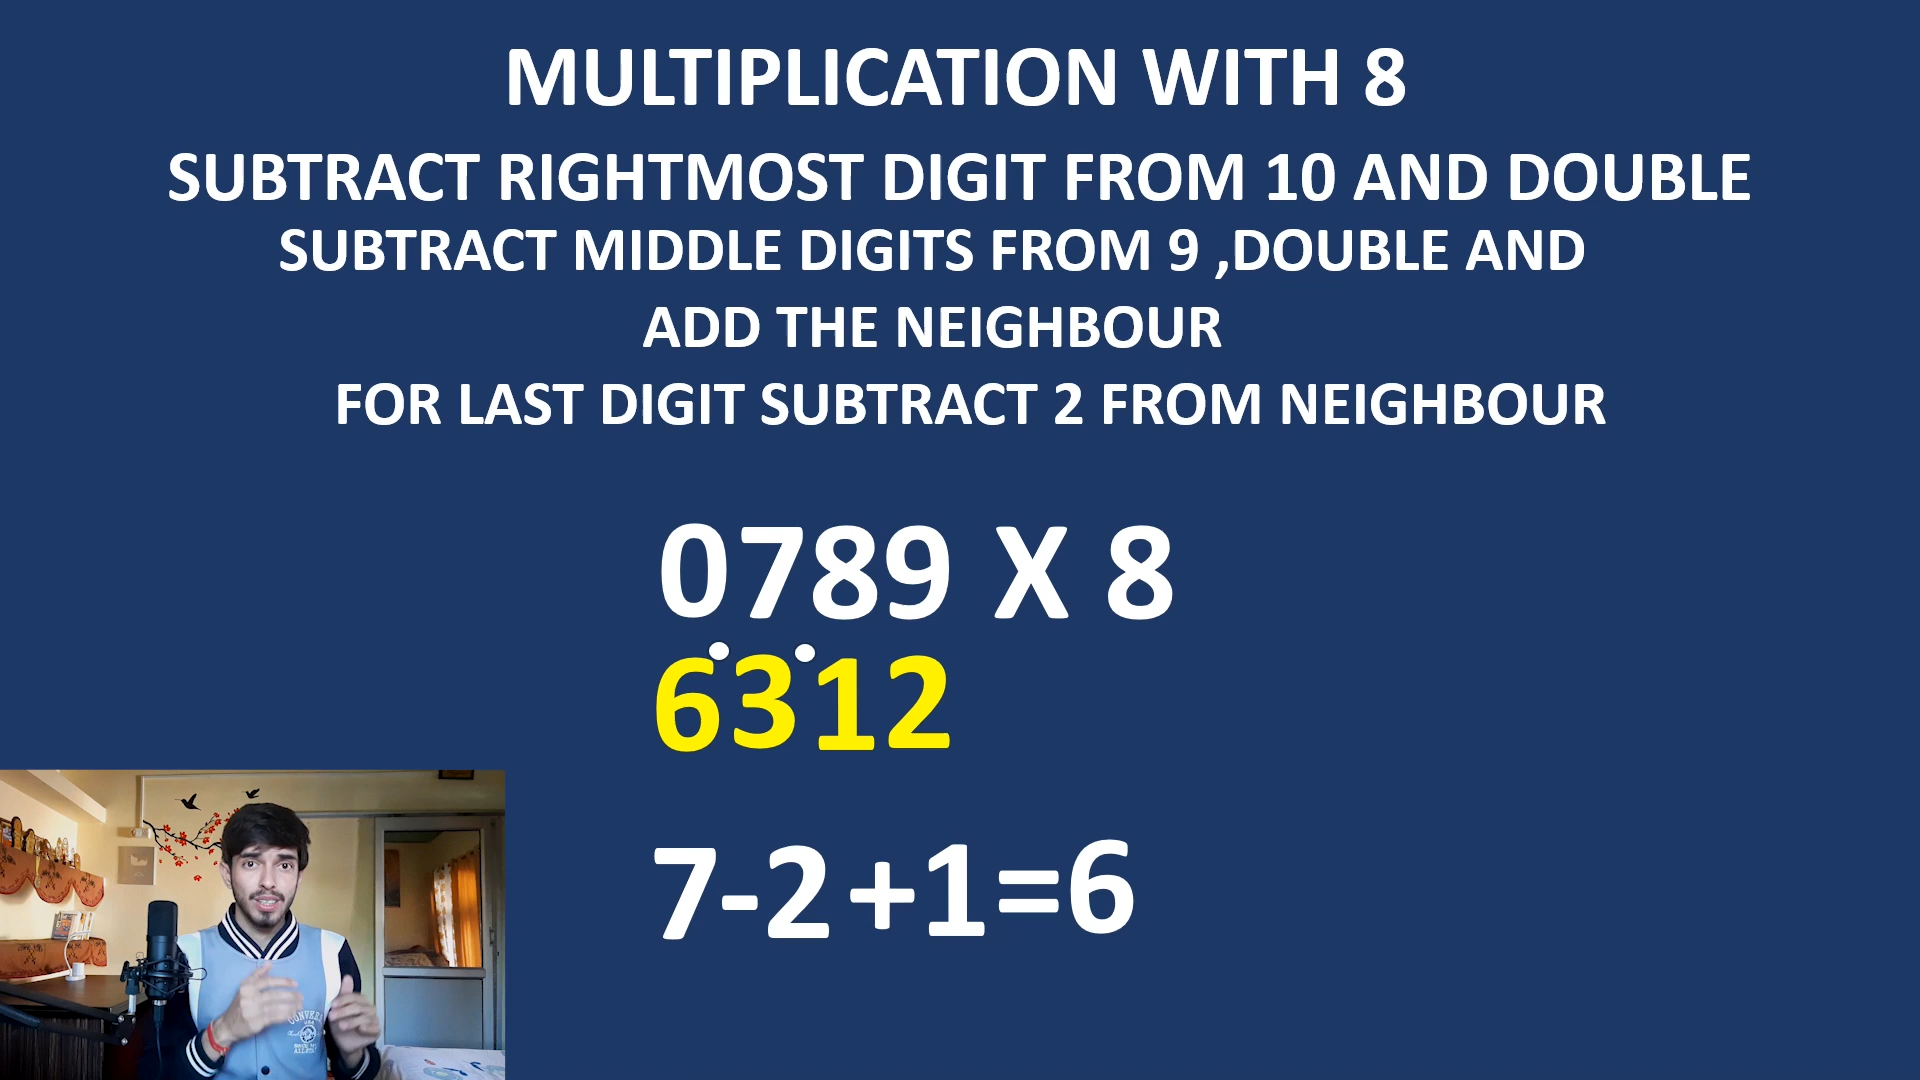 MULTIPLICATION WITH 8
SUBTRACT RIGHTMOST DIGIT FROM 10 AND DOUBLE
SUBTRACT MIDDLE DIGITS FROM 9 ,DOUBLE AND
ADD THE NEIGHBOUR
FOR LAST DIGIT SUBTRACT 2 FROM NEIGHBOUR
0789 X 8
6312
7-2+1=6